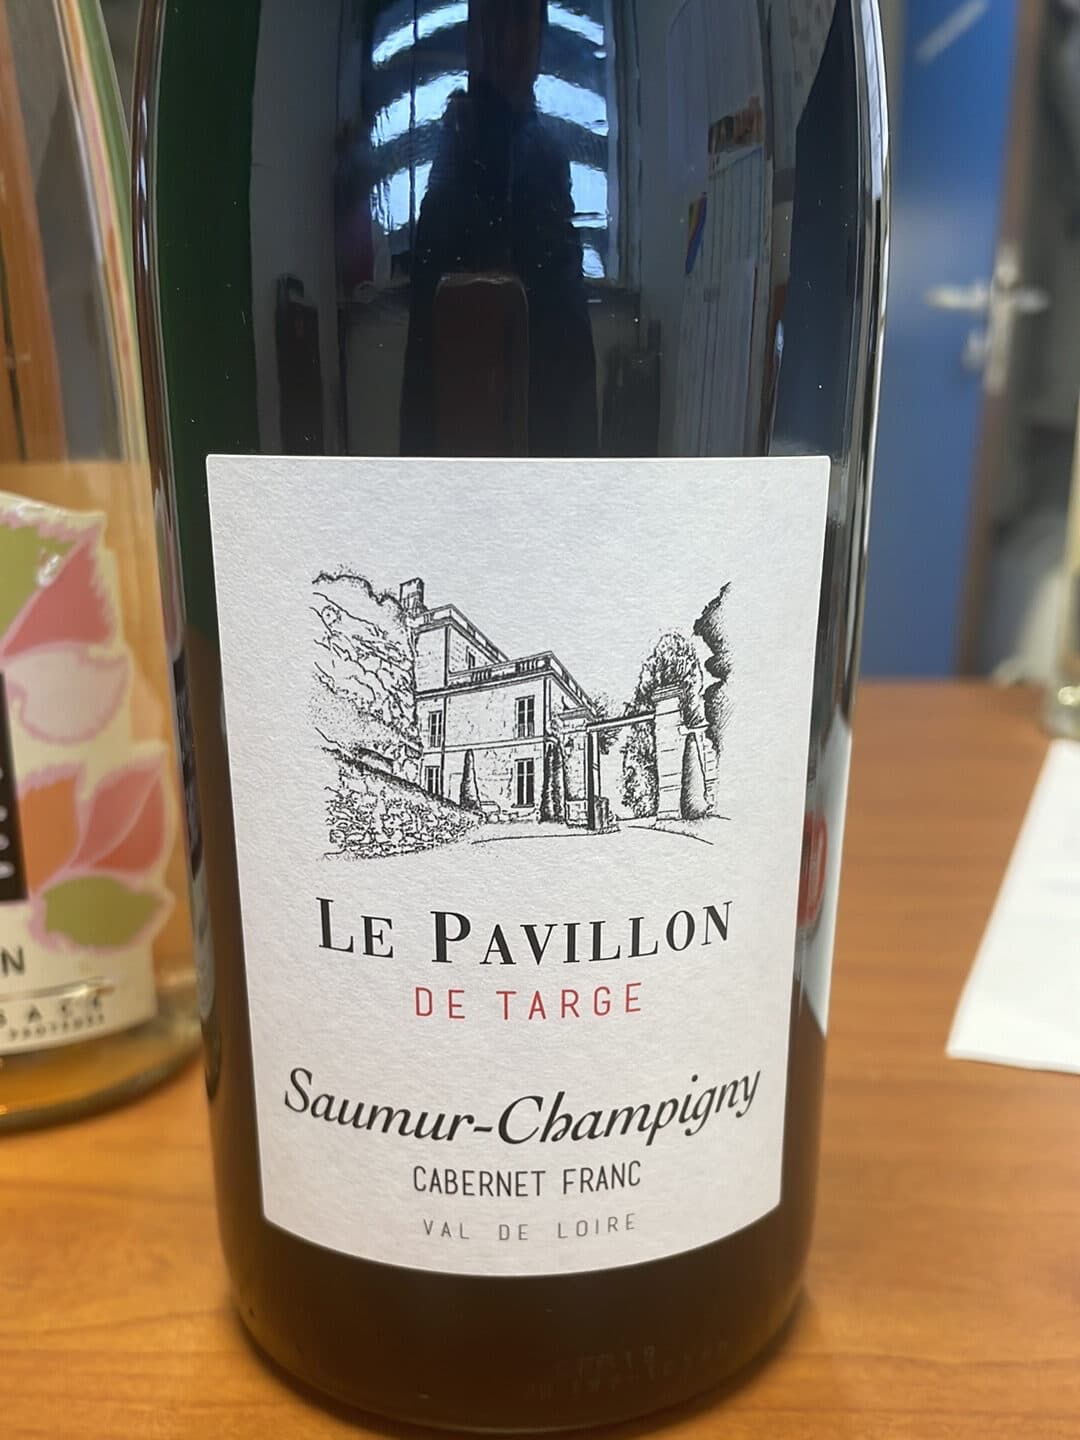 LE PAVILLON
DE TARGE
Saumur-Champigny
CABERNET FRANC
VAL DE LOIRE